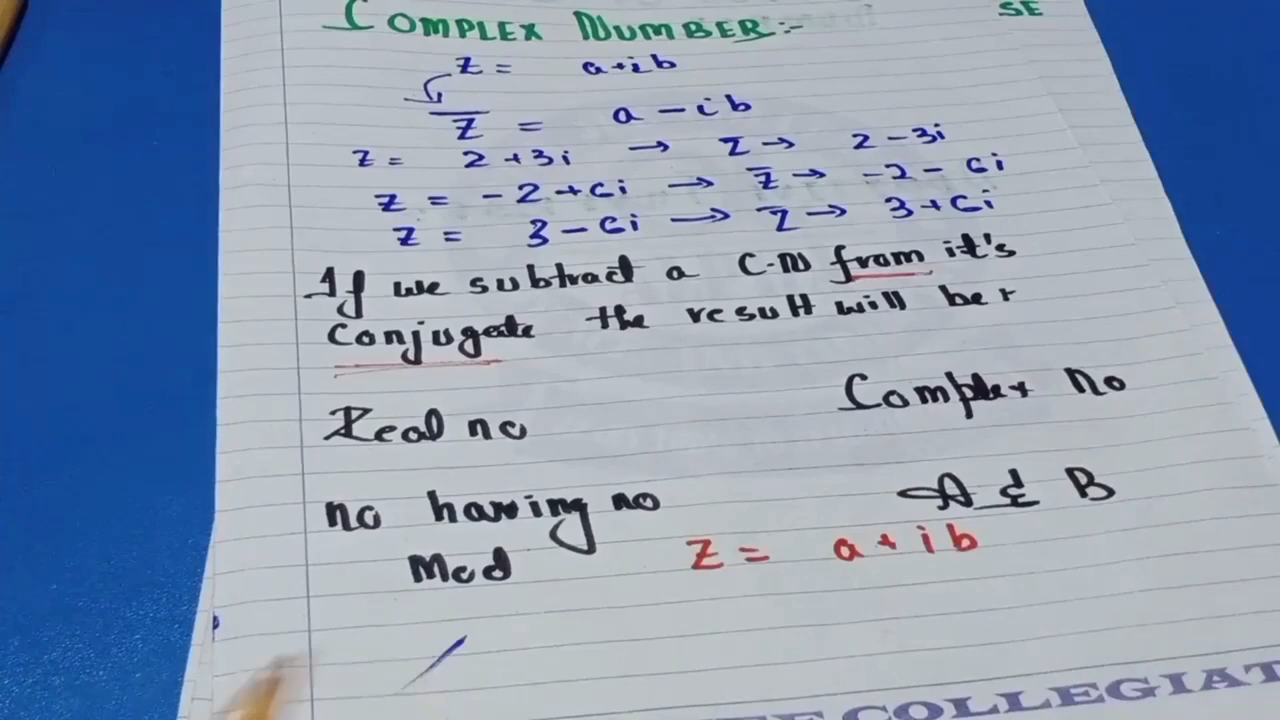 COMPLEX NUMBER:-
SE
z = a+ib
z̅ = a-ib
z = 2+3i → z̅ → 2-3i
z = -2+6i → z̅ → -2-6i
z = 3-6i → z̅ → 3+6i
If we subtract a C.N from it's
conjugate the result will be:
Real no
Complex No
no having no
Mod
A & B
z = a+ib
COLLEGIAT